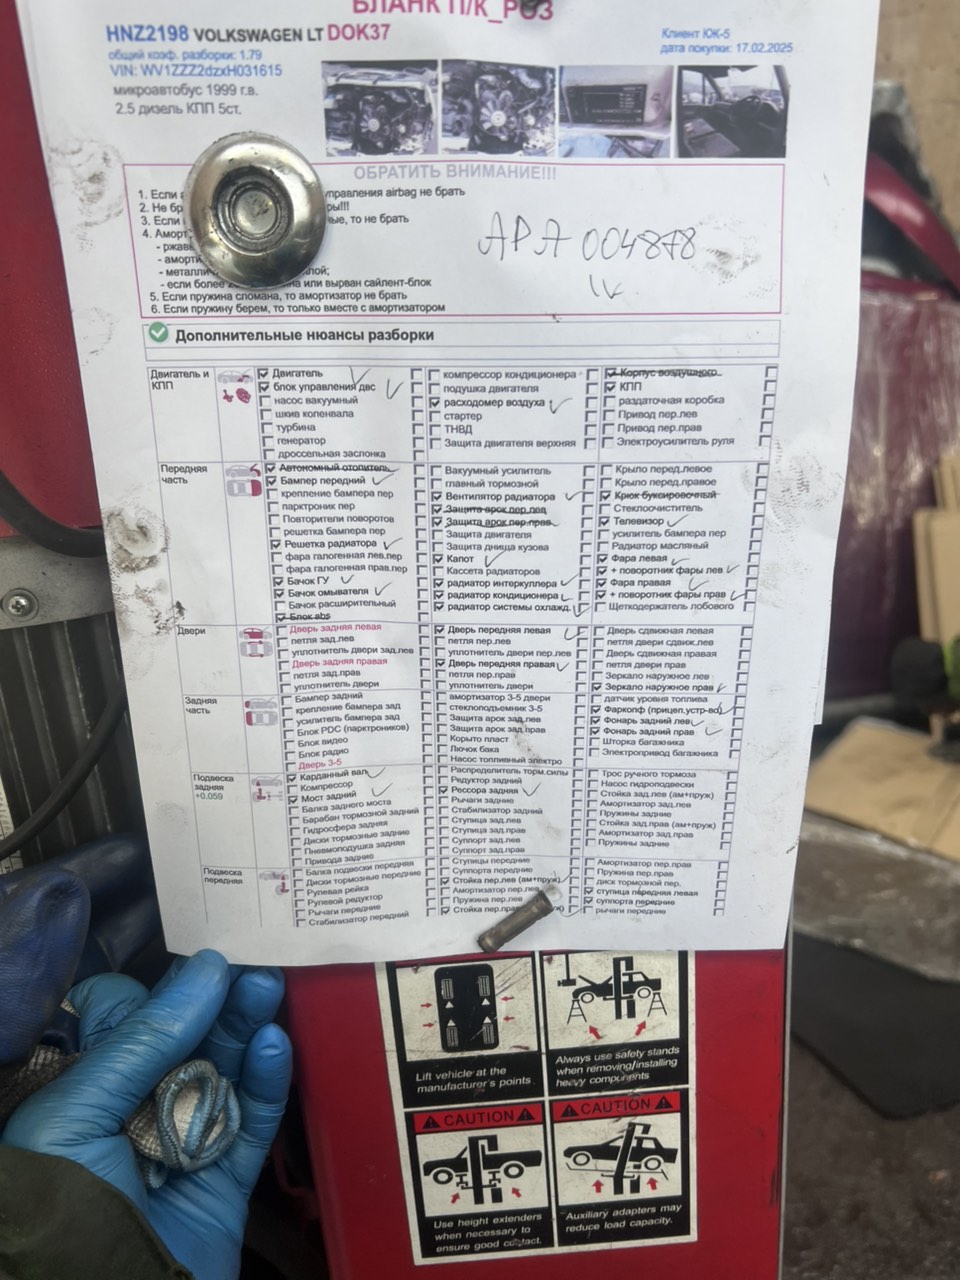 БЛАНК П/К_РОЗ
HNZ2198 VOLKSWAGEN LT DOK37
Клиент ЮК-5
общий коэф. разборки: 1.79
дата покупки: 17.02.2025
VIN: WV1ZZZ2dzxH031615
микроавтобус 1999 г.в.
2.5 дизель КПП 5ст.
ОБРАТИТЬ ВНИМАНИЕ!!!
1. Если управления airbag не брать
2. Не
3. Если то не брать
4.
- если более или вырван сайлент-блок
5. Если пружина сломана, то амортизатор не брать
6. Если пружину берем, то только вместе с амортизатором
АРА 004878
Дополнительные нюансы разборки
Двигатель и КПП
Двигатель
блок управления двс
насос вакуумный
шкив коленвала
турбина
генератор
дроссельная заслонка
компрессор кондиционера
подушка двигателя
расходомер воздуха
стартер
ТНВД
Защита двигателя верхняя
Корпус воздушного
КПП
раздаточная коробка
Привод пер.лев
Привод пер.прав
Электроусилитель руля
Передняя часть
Автономный отопитель
Бампер передний
крепление бампера пер
парктроник пер
Повторители поворотов
решетка бампера пер
Решетка радиатора
фара галогенная лев.пер
фара галогенная прав.пер
Бачок ГУ
Бачок омывателя
Бачок расширительный
Блок abs
Вакуумный усилитель
главный тормозной
Вентилятор радиатора
Защита арок пер.лев
Защита арок пер.прав
Защита двигателя
Защита днища кузова
Капот
Кассета радиаторов
радиатор интеркуллера
радиатор кондиционера
радиатор системы охлажд.
Крыло перед.левое
Крыло перед.правое
Крюк буксировочный
Стеклоочиститель
Телевизор
усилитель бампера пер
Радиатор масляный
Фара левая
+ поворотник фары лев
Фара правая
+ поворотник фары прав
Щеткодержатель лобового
Двери
Дверь задняя левая
петля зад.лев
уплотнитель двери зад.лев
Дверь задняя правая
петля зад.прав
уплотнитель двери
Дверь передняя левая
петля пер.лев
уплотнитель двери пер.лев
Дверь передняя правая
петля пер.прав
уплотнитель двери
Дверь сдвижная левая
петля двери сдвиж.лев
Дверь сдвижная правая
петля двери прав
Зеркало наружное лев
Зеркало наружное прав
Задняя часть
Бампер задний
крепление бампера зад
усилитель бампера зад
Блок PDC (парктроников)
Блок видео
Блок радио
Дверь 3-5
амортизатор 3-5 двери
стеклоподъемник 3-5
Защита арок зад.лев
Защита арок зад.прав
Корыто пласт
Лючок бака
Насос топливный электро
датчик уровня топлива
Фаркопф (прицеп.устр-во)
Фонарь задний лев
Фонарь задний прав
Шторка багажника
Электропривод багажника
Подвеска задняя
+0.059
Карданный вал
Компрессор
Мост задний
Балка заднего моста
Барабан тормозной задний
Гидросфера задняя
Диски тормозные задние
Пневмоподушка задняя
Привода задние
Распределитель торм.силы
Редуктор задний
Рессора задняя
Рычаги задние
Стабилизатор задний
Ступица зад.лев
Ступица зад.прав
Суппорт зад.лев
Суппорт зад.прав
Трос ручного тормоза
Насос гидроподвески
Стойка зад.лев (ам+пруж)
Амортизатор зад.лев
Пружины задние
Стойка зад.прав (ам+пруж)
Амортизатор зад.прав
Пружины задние
Подвеска передняя
Балка подвески передняя
Диски тормозные передние
Рулевая рейка
Рулевой редуктор
Рычаги передние
Стабилизатор передний
Ступицы передние
Суппорта передние
Стойка пер.лев (ам+пруж)
Амортизатор пер.лев
Пружина пер.лев
Стойка пер.прав
Амортизатор пер.прав
Пружина пер.прав
диск тормозной пер.
ступица передняя левая
суппорта передние
рычаги передние
Lift vehicle at the
manufacturer's points
Always use safety stands
when removing/installing
heavy components
CAUTION
CAUTION
Use height extenders
when necessary to
ensure good contact.
Auxiliary adapters may
reduce load capacity.